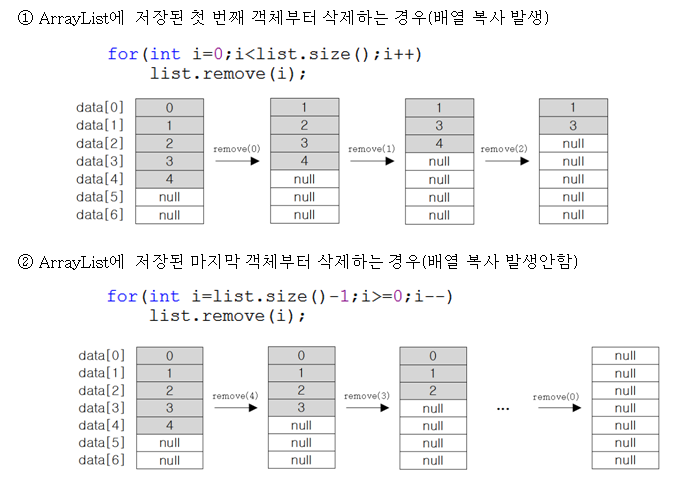 ① ArrayList에 저장된 첫 번째 객체부터 삭제하는 경우(배열 복사 발생)
for(int i=0;i<list.size();i++)
list.remove(i);
data[0] 0 1 1 1
data[1] 1 2 3 3
data[2] 2 remove(0) 3 remove(1) 4 remove(2) null
data[3] 3 4 null null
data[4] 4 null null null
data[5] null null null null
data[6] null null null null
② ArrayList에 저장된 마지막 객체부터 삭제하는 경우(배열 복사 발생안함)
for(int i=list.size()-1;i>=0;i--)
list.remove(i);
data[0] 0 0 0 null
data[1] 1 1 1 null
data[2] 2 remove(4) 2 remove(3) 2 remove(0) null
data[3] 3 3 null ... null
data[4] 4 null null null
data[5] null null null null
data[6] null null null null